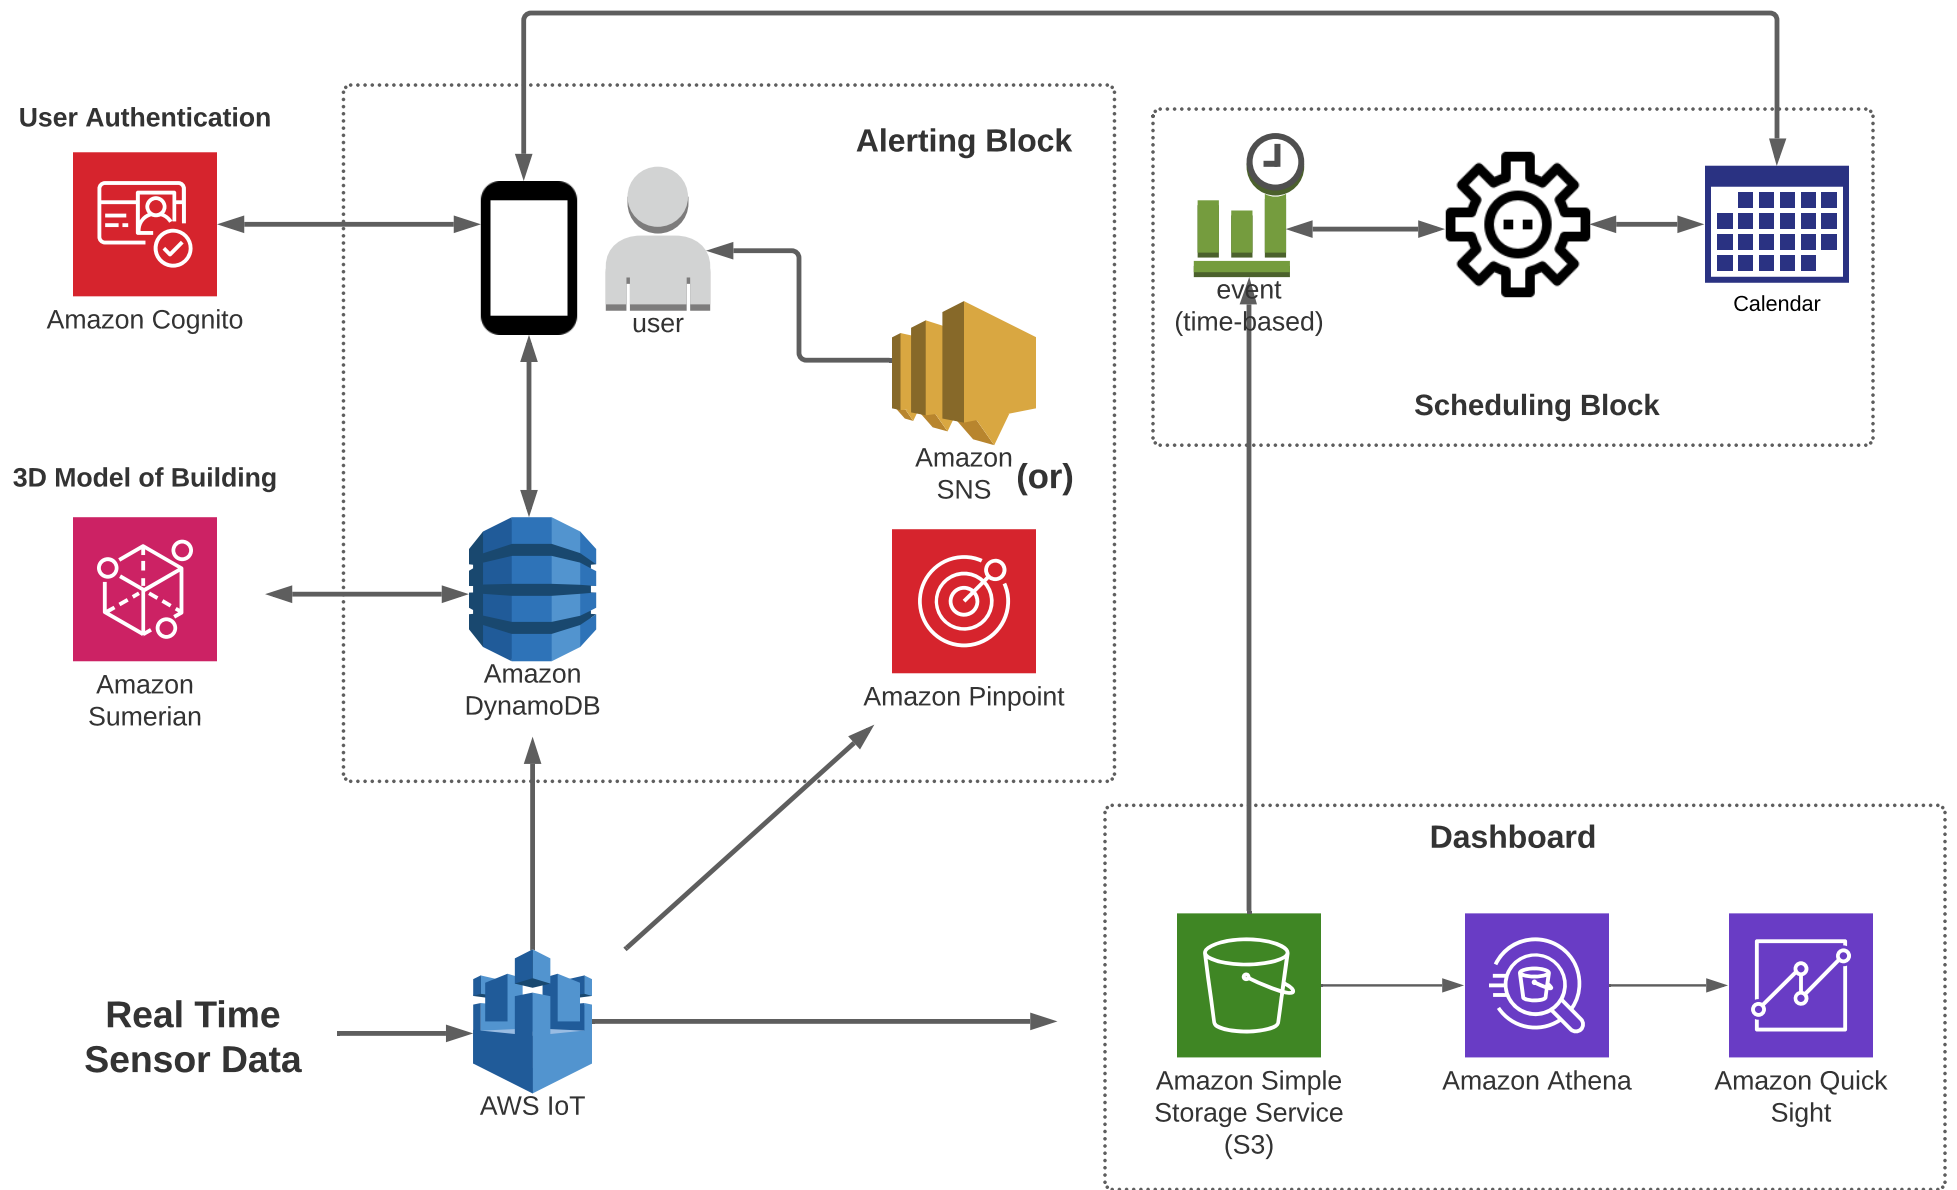 User Authentication
Amazon Cognito
3D Model of Building
Amazon
Sumerian
Real Time
Sensor Data
AWS IoT
Alerting Block
user
Amazon
SNS
(or)
Amazon
DynamoDB
Amazon Pinpoint
event
(time-based)
Calendar
Scheduling Block
Dashboard
Amazon Simple
Storage Service
(S3)
Amazon Athena
Amazon Quick
Sight